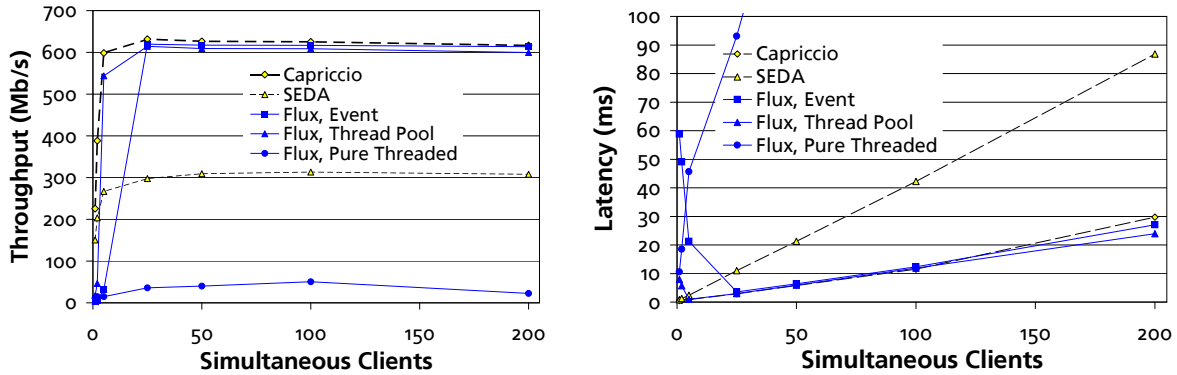 700
600
500
400
300
200
100
0
Throughput (Mb/s)
Capriccio
SEDA
Flux, Event
Flux, Thread Pool
Flux, Pure Threaded
0
50
100
150
200
Simultaneous Clients
100
90
80
70
60
50
40
30
20
10
0
Latency (ms)
Capriccio
SEDA
Flux, Event
Flux, Thread Pool
Flux, Pure Threaded
0
50
100
150
200
Simultaneous Clients